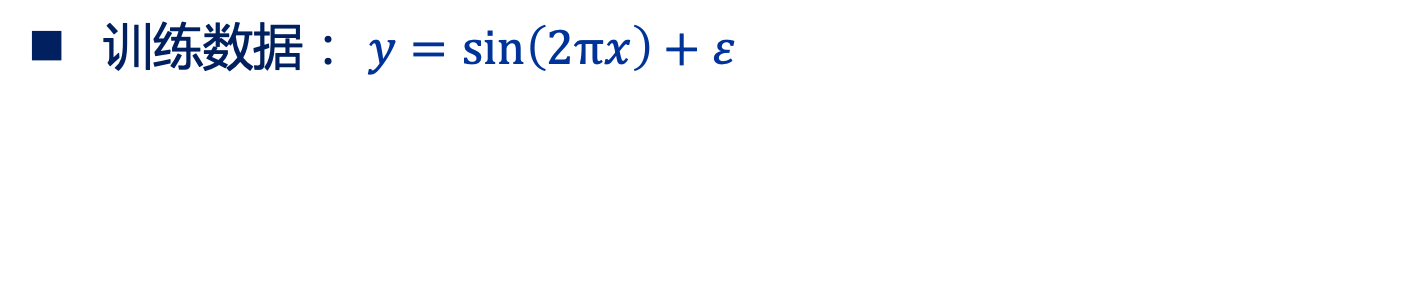 ■ 训练数据： y = sin(2πx) + ε